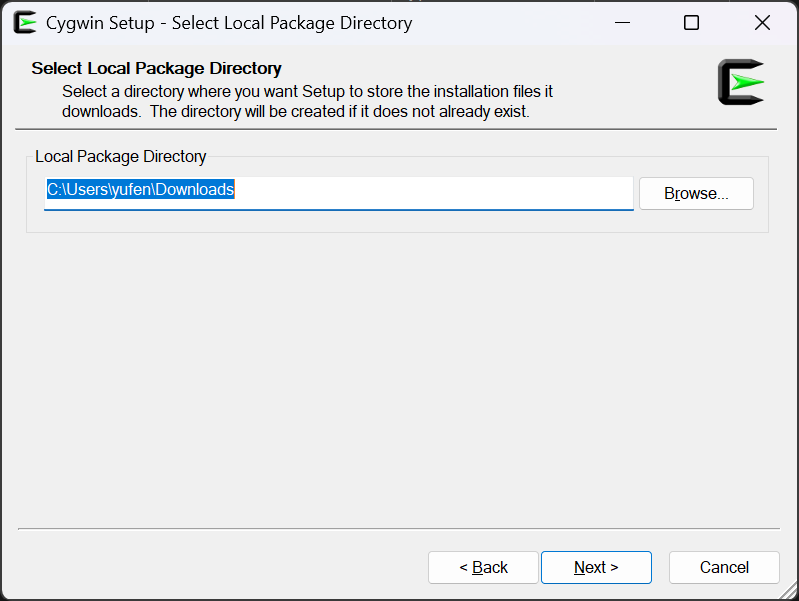 Cygwin Setup - Select Local Package Directory
Select Local Package Directory
Select a directory where you want Setup to store the installation files it
downloads.  The directory will be created if it does not already exist.
Local Package Directory
C:\Users\yufen\Downloads
Browse...
< Back
Next >
Cancel